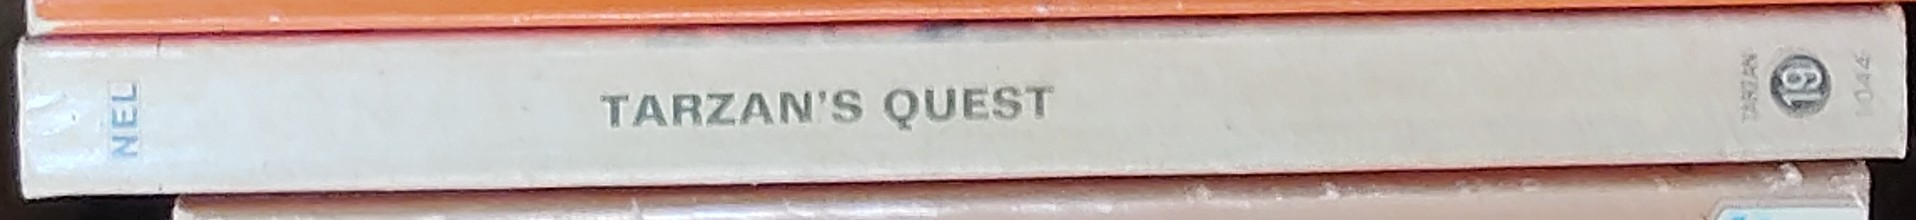 NEL
TARZAN'S QUEST
TARZAN
19
1044